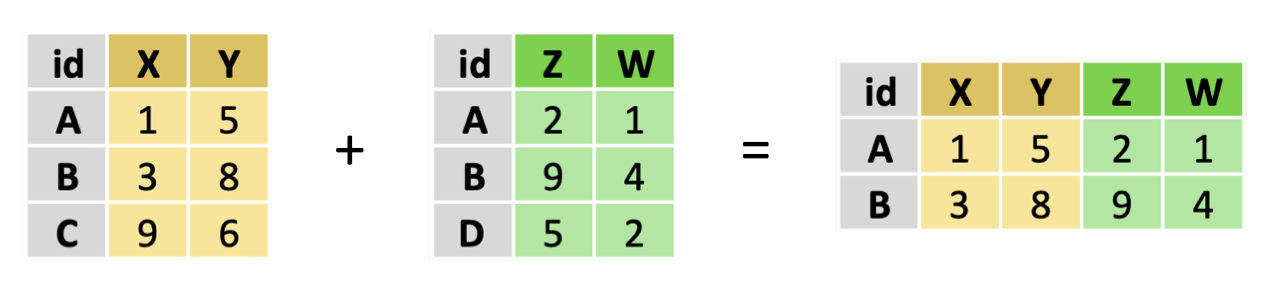 id X Y
A 1 5
B 3 8
C 9 6
+
id Z W
A 2 1
B 9 4
D 5 2
=
id X Y Z W
A 1 5 2 1
B 3 8 9 4